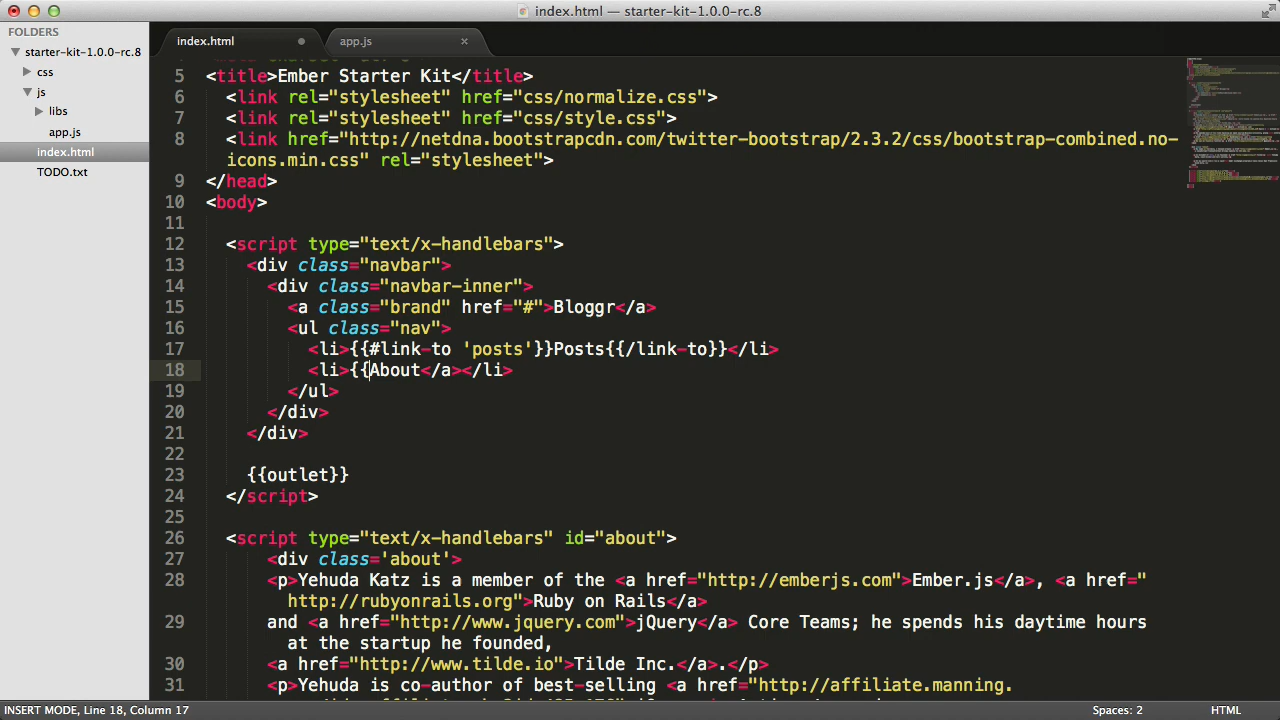 index.html — starter-kit-1.0.0-rc.8
FOLDERS
starter-kit-1.0.0-rc.8
css
js
libs
app.js
index.html
TODO.txt
index.html
app.js
5 <title>Ember Starter Kit</title>
6 <link rel="stylesheet" href="css/normalize.css">
7 <link rel="stylesheet" href="css/style.css">
8 <link href="http://netdna.bootstrapcdn.com/twitter-bootstrap/2.3.2/css/bootstrap-combined.no-
icons.min.css" rel="stylesheet">
9 </head>
10 <body>
11
12 <script type="text/x-handlebars">
13 <div class="navbar">
14 <div class="navbar-inner">
15 <a class="brand" href="#">Bloggr</a>
16 <ul class="nav">
17 <li>{{#link-to 'posts'}}Posts{{/link-to}}</li>
18 <li>{{About</a></li>
19 </ul>
20 </div>
21 </div>
22
23 {{outlet}}
24 </script>
25
26 <script type="text/x-handlebars" id="about">
27 <div class='about'>
28 <p>Yehuda Katz is a member of the <a href="http://emberjs.com">Ember.js</a>, <a href="
http://rubyonrails.org">Ruby on Rails</a>
29 and <a href="http://www.jquery.com">jQuery</a> Core Teams; he spends his daytime hours
at the startup he founded,
30 <a href="http://www.tilde.io">Tilde Inc.</a>.</p>
31 <p>Yehuda is co-author of best-selling <a href="http://affiliate.manning.
INSERT MODE, Line 18, Column 17
Spaces: 2
HTML